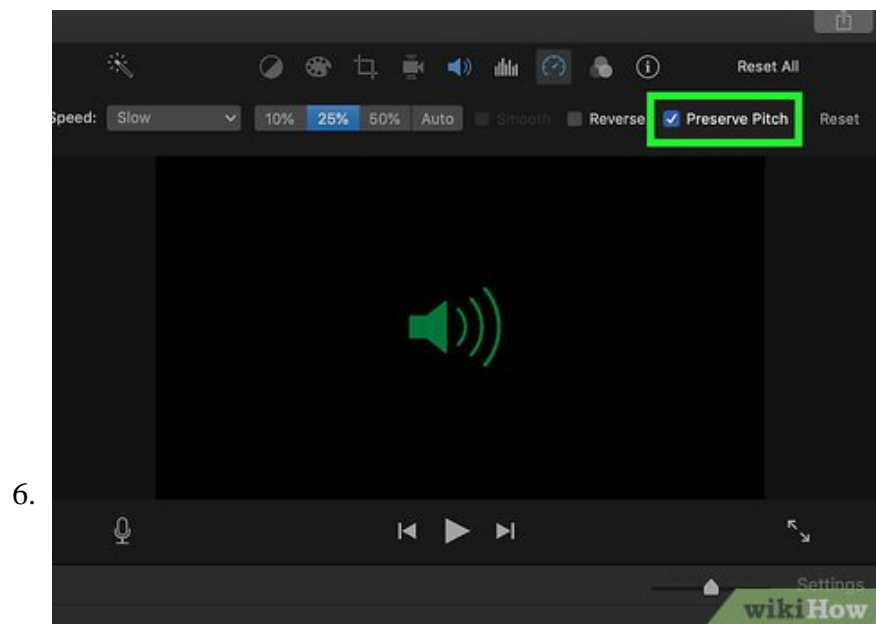 Reset All
Speed: Slow 10% 25% 50% Auto Smooth Reverse Preserve Pitch Reset
6.
Settings
wikiHow